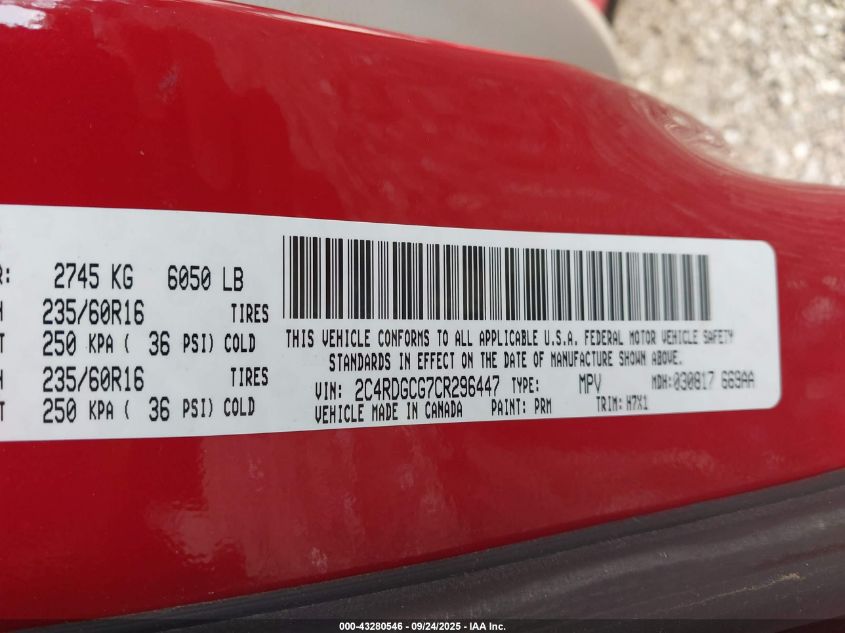 2745 KG 6050 LB
235/60R16 TIRES
250 KPA ( 36 PSI) COLD
235/60R16 TIRES
250 KPA ( 36 PSI) COLD
THIS VEHICLE CONFORMS TO ALL APPLICABLE U.S.A. FEDERAL MOTOR VEHICLE SAFETY
STANDARDS IN EFFECT ON THE DATE OF MANUFACTURE SHOWN ABOVE.
VIN: 2C4RDGCG7CR296447 TYPE: MPV MDH:030817 669AA
VEHICLE MADE IN CANADA PAINT: PRM TRIM: H7X1
000-43280546 - 09/24/2025 - IAA Inc.